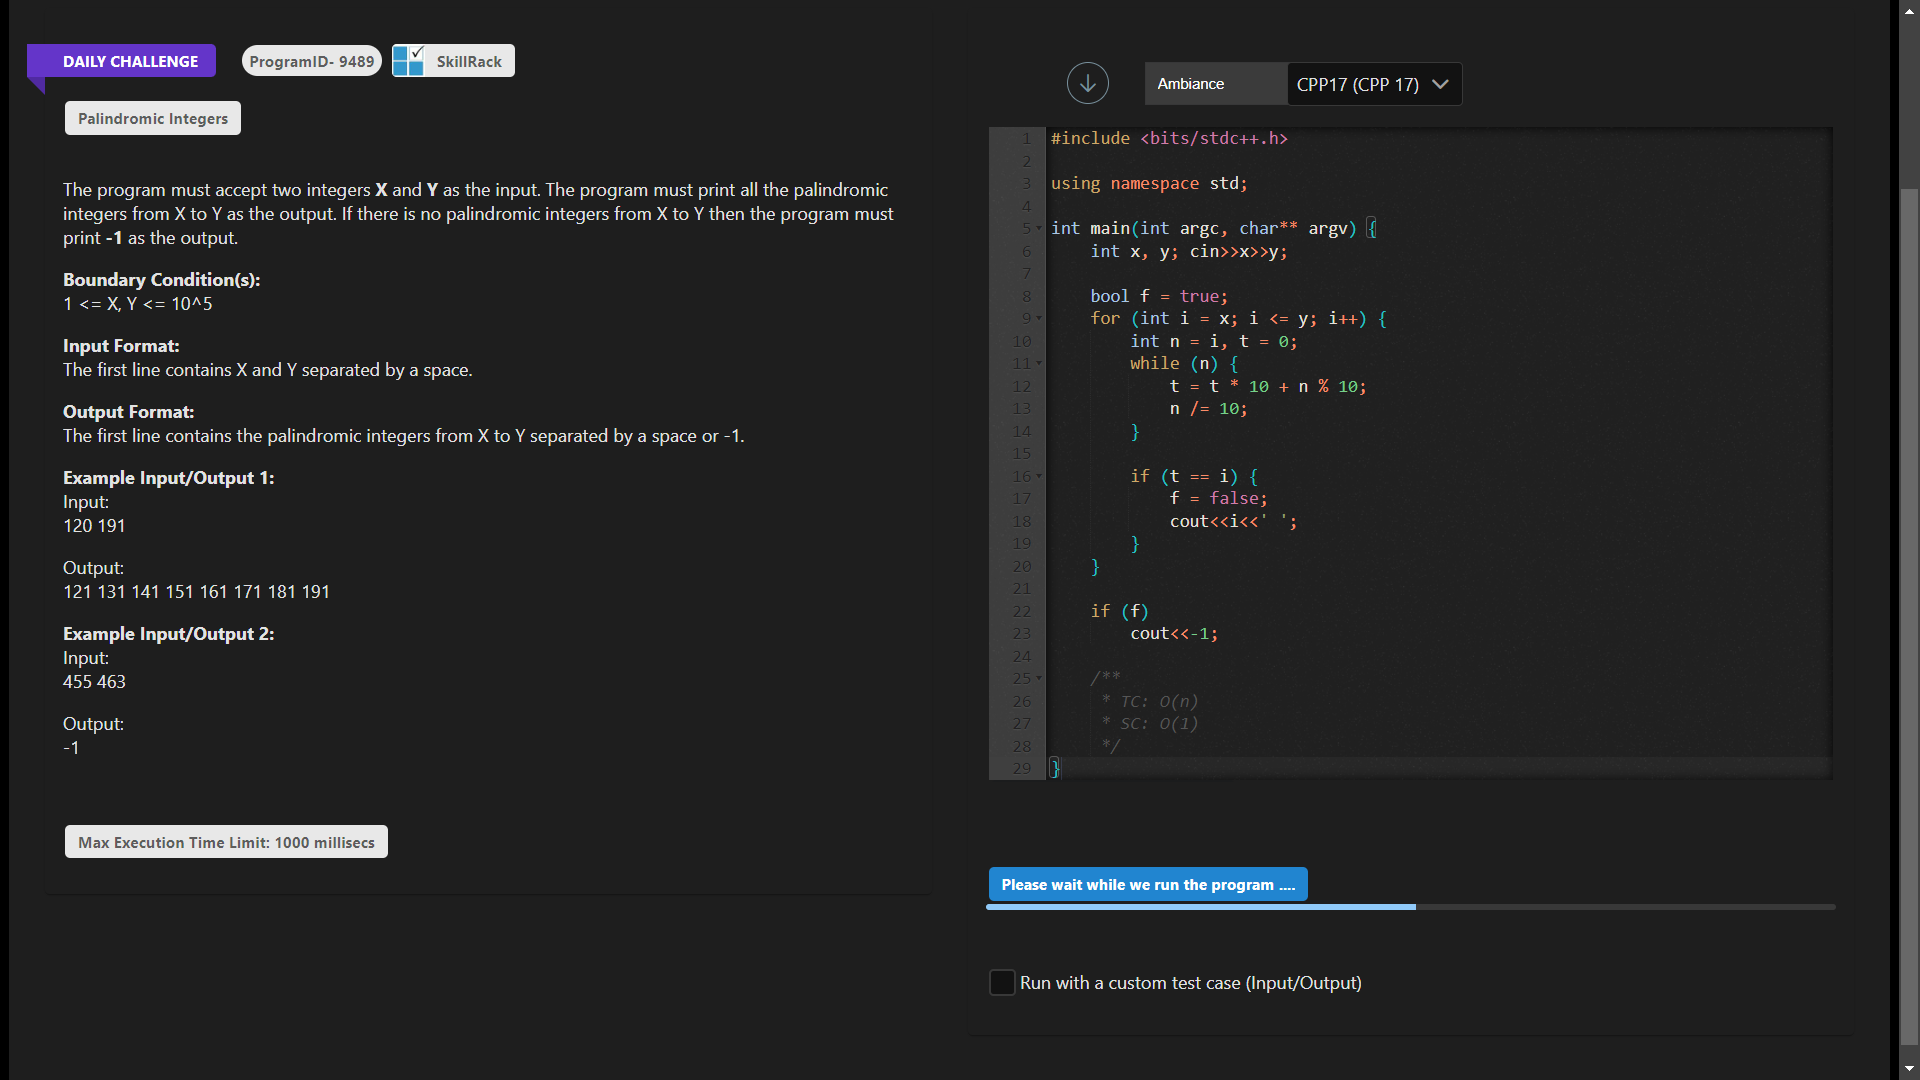 DAILY CHALLENGE
ProgramID- 9489
SkillRack
Palindromic Integers
The program must accept two integers X and Y as the input. The program must print all the palindromic
integers from X to Y as the output. If there is no palindromic integers from X to Y then the program must
print -1 as the output.
Boundary Condition(s):
1 <= X, Y <= 10^5
Input Format:
The first line contains X and Y separated by a space.
Output Format:
The first line contains the palindromic integers from X to Y separated by a space or -1.
Example Input/Output 1:
Input:
120 191
Output:
121 131 141 151 161 171 181 191
Example Input/Output 2:
Input:
455 463
Output:
-1
Max Execution Time Limit: 1000 millisecs
Ambiance
CPP17 (CPP 17)
1 #include <bits/stdc++.h>
2
3 using namespace std;
4
5 int main(int argc, char** argv) {
6     int x, y; cin>>x>>y;
7
8     bool f = true;
9     for (int i = x; i <= y; i++) {
10         int n = i, t = 0;
11         while (n) {
12             t = t * 10 + n % 10;
13             n /= 10;
14         }
15
16         if (t == i) {
17             f = false;
18             cout<<i<<' ';
19         }
20     }
21
22     if (f)
23         cout<<-1;
24
25     /**
26      * TC: O(n)
27      * SC: O(1)
28      */
29 }
Please wait while we run the program ....
Run with a custom test case (Input/Output)